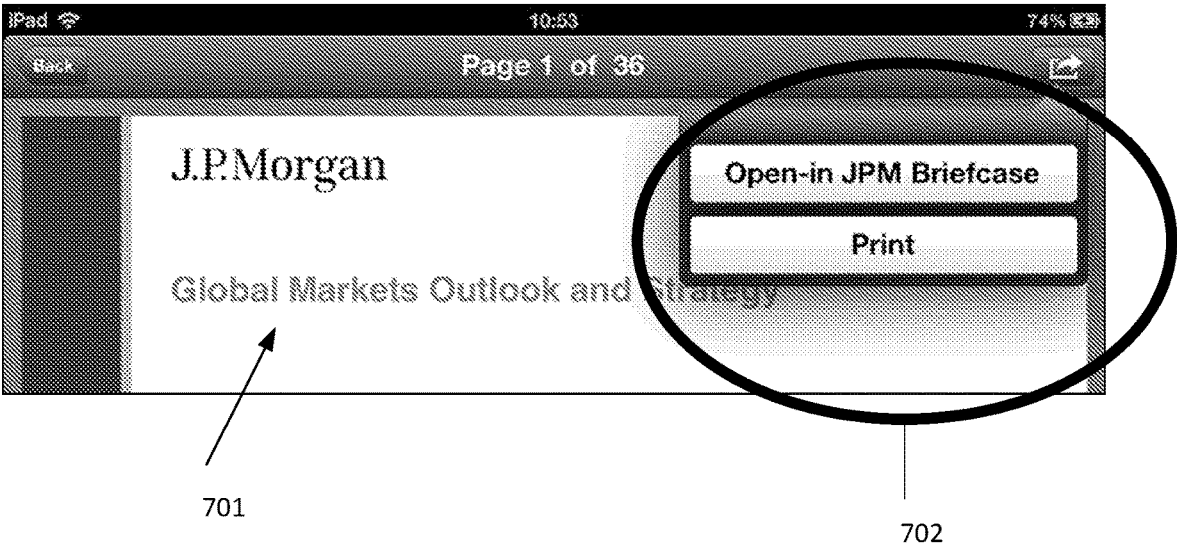 iPad 10:53 74%
Back Page 1 of 36
J.P.Morgan
Open-in JPM Briefcase
Print
Global Markets Outlook and Strategy
701
702